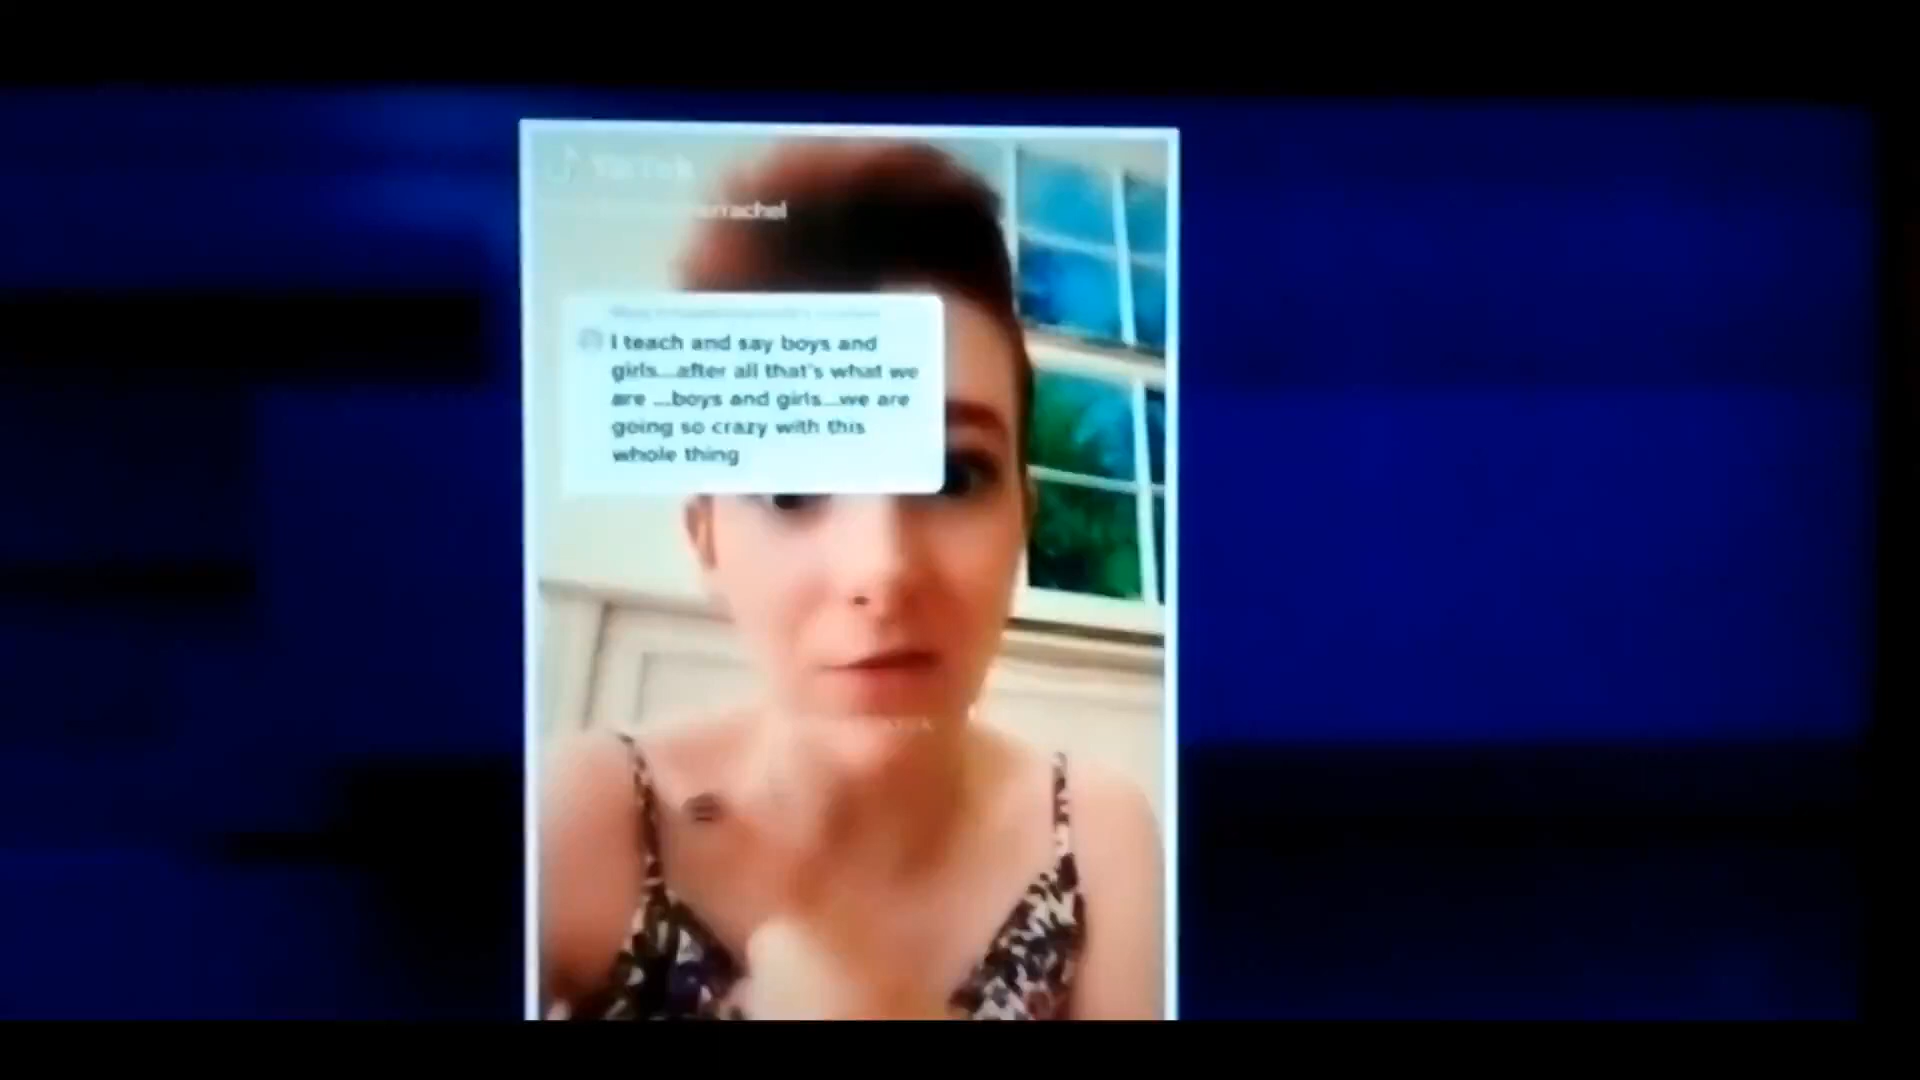 TikTok
I teach and say boys and
girls...after all that's what we
are ...boys and girls...we are
going so crazy with this
whole thing